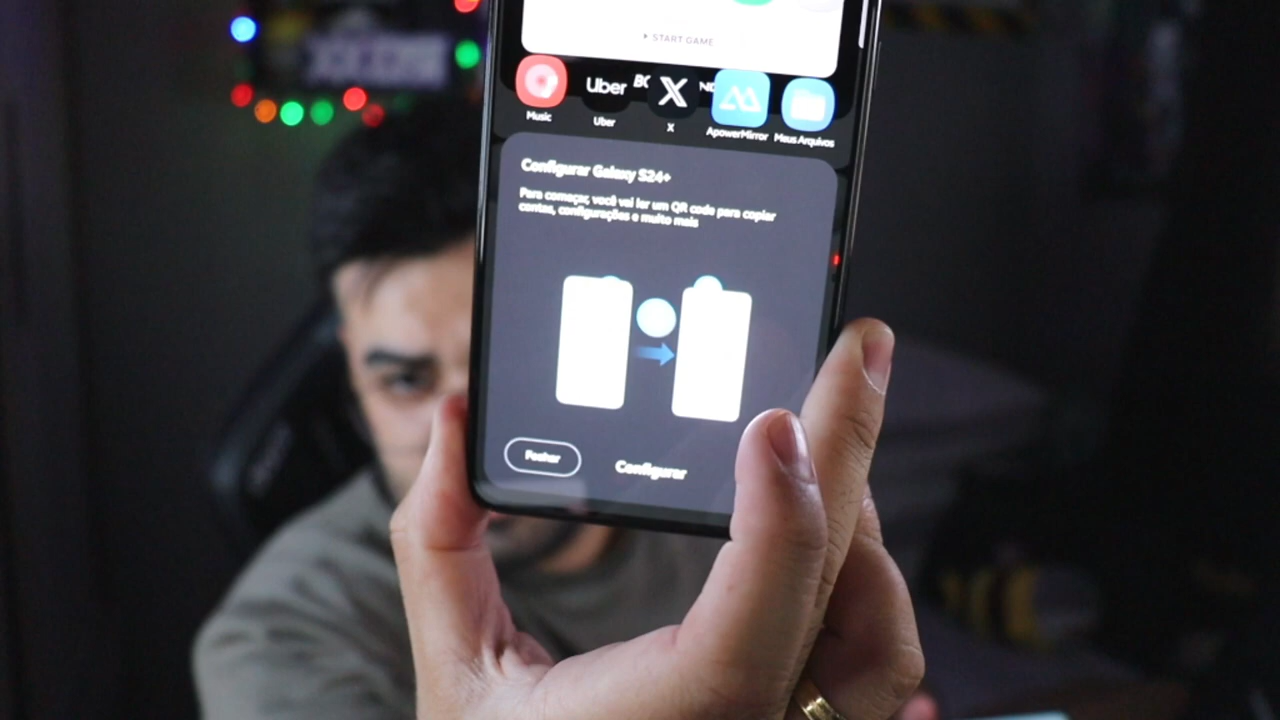 START GAME
Uber
X
Music
Uber
X
ApowerMirror
Meus Arquivos
Configurar Galaxy S24+
Para começar, você vai ler um QR code para copiar
contas, configurações e muito mais
Fechar
Configurar